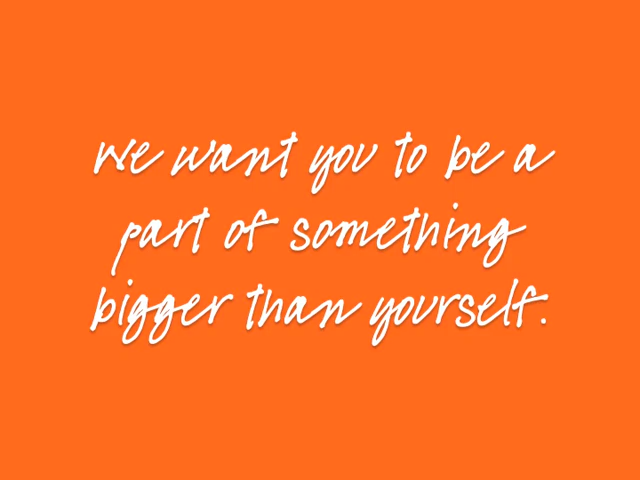 We want you to be a
part of something
bigger than yourself.